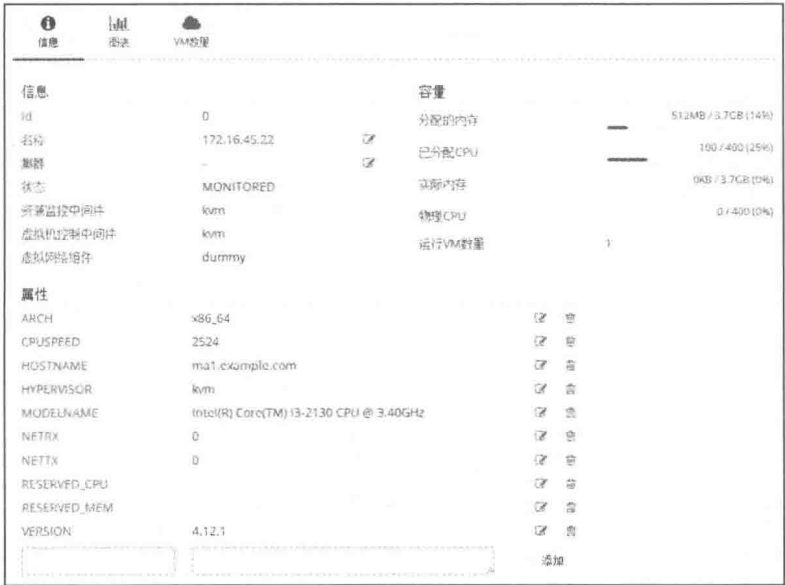 信息 图表 VM数量
信息
Id 0
名称 172.16.45.22
集群 -
状态 MONITORED
资源监控中间件 kvm
虚拟机控制中间件 kvm
虚拟网络组件 dummy
容量
分配的内存 512MB / 3.7GB (14%)
已分配CPU 100 / 400 (25%)
实际内存 0KB / 3.7GB (0%)
物理CPU 0 / 400 (0%)
运行VM数量 1
属性
ARCH x86_64
CPUSPEED 2524
HOSTNAME ma1.example.com
HYPERVISOR kvm
MODELNAME Intel(R) Core(TM) i3-2130 CPU @ 3.40GHz
NETRX 0
NETTX 0
RESERVED_CPU
RESERVED_MEM
VERSION 4.12.1
添加